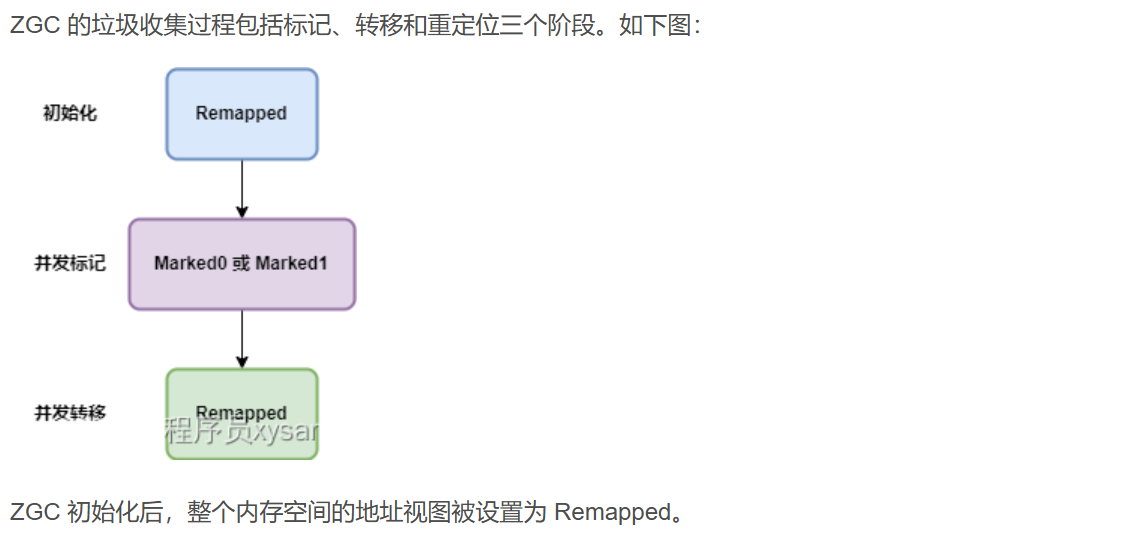 ZGC 的垃圾收集过程包括标记、转移和重定位三个阶段。如下图：
初始化
Remapped
并发标记
Marked0 或 Marked1
并发转移
Remapped
程序员xysar
ZGC 初始化后，整个内存空间的地址视图被设置为 Remapped。